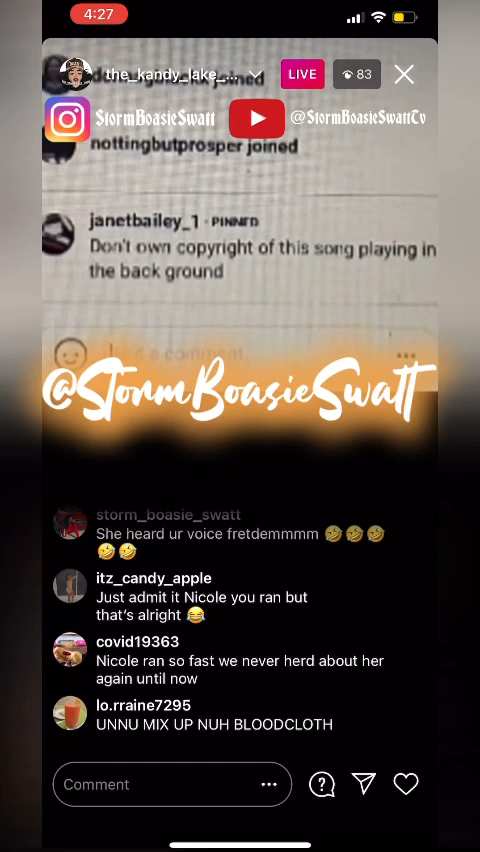 4:27
the_kandy_lake_...
LIVE
83
joined
StormBoasieSwatt
@StormBoasieSwattTv
nottingbutprosper joined
janetbailey_1 · PINNED
Don't own copyright of this song playing in
the back ground
Add a comment...
@StormBoasieSwatt
storm_boasie_swatt
She heard ur voice fretdemmmm 🤣🤣🤣
🤣🤣
itz_candy_apple
Just admit it Nicole you ran but
that's alright 😂
covid19363
Nicole ran so fast we never herd about her
again until now
lo.rraine7295
UNNU MIX UP NUH BLOODCLOTH
Comment